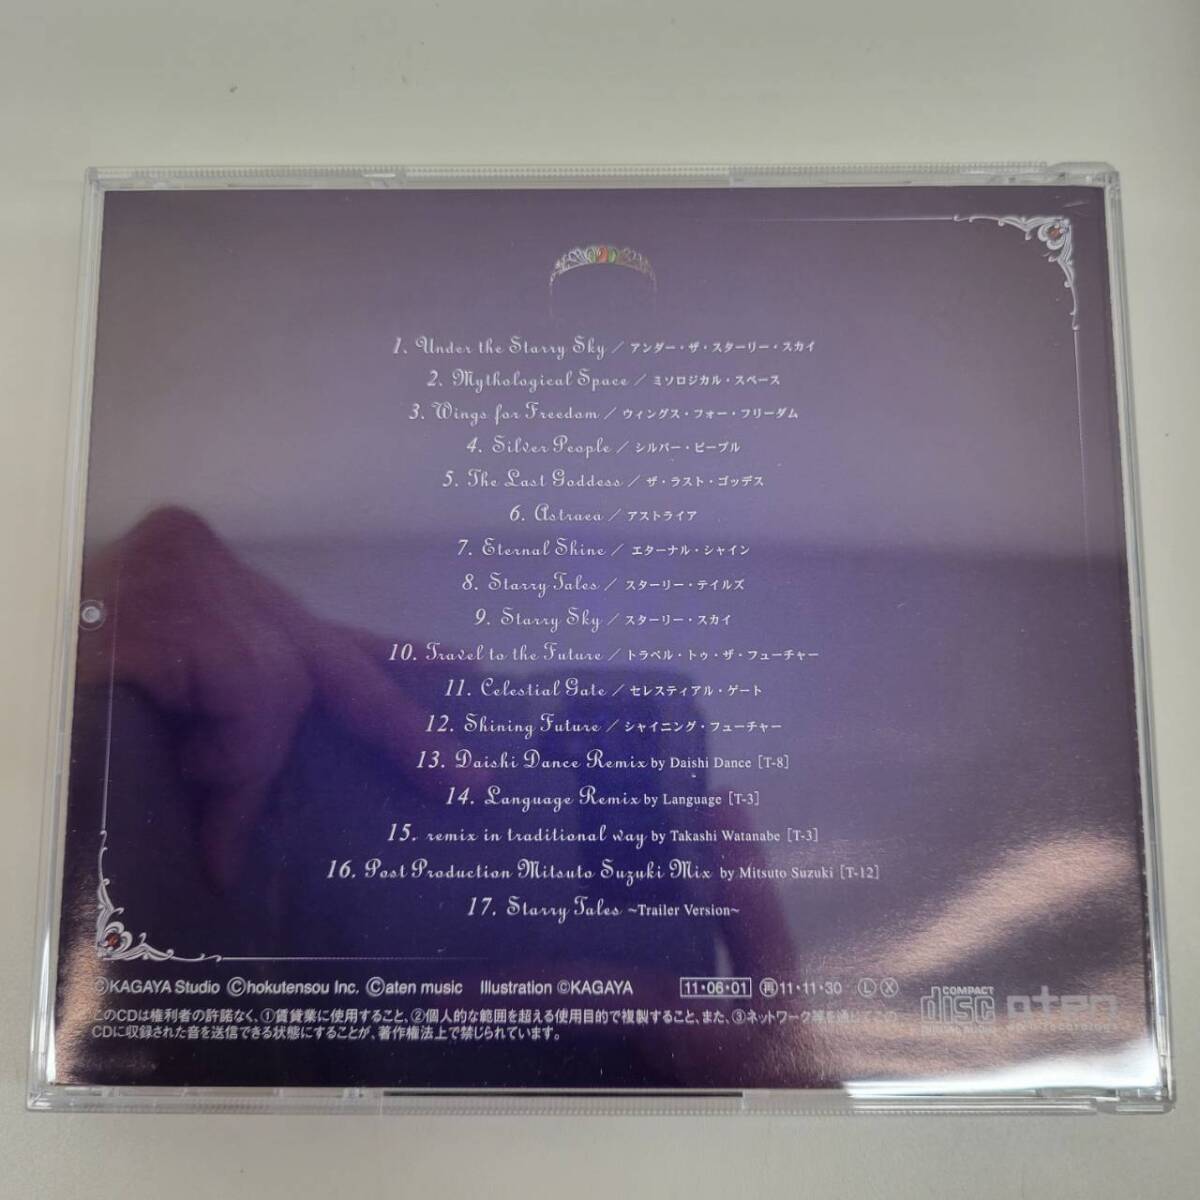 1. Under the Starry Sky / アンダー・ザ・スターリー・スカイ
2. Mythological Space / ミソロジカル・スペース
3. Wings for Freedom / ウィングス・フォー・フリーダム
4. Silver People / シルバー・ピープル
5. The Last Goddess / ザ・ラスト・ゴッデス
6. Astraea / アストライア
7. Eternal Shine / エターナル・シャイン
8. Starry Tales / スターリー・テイルズ
9. Starry Sky / スターリー・スカイ
10. Travel to the Future / トラベル・トゥ・ザ・フューチャー
11. Celestial Gate / セレスティアル・ゲート
12. Shining Future / シャイニング・フューチャー
13. Daishi Dance Remix by Daishi Dance [T-8]
14. Language Remix by Language [T-3]
15. remix in traditional way by Takashi Watanabe [T-3]
16. Post Production Mitsuto Suzuki Mix by Mitsuto Suzuki [T-12]
17. Starry Tales ~Trailer Version~
ⒸKAGAYA Studio Ⓒhokutensou Inc. Ⓒaten music Illustration ©KAGAYA 11・06・01 ㊢11・11・30 Ⓛ Ⓧ
このCDは権利者の許諾なく、①賃貸業に使用すること、②個人的な範囲を超える使用目的で複製すること、また、③ネットワーク等を通じてこの
CDに収録された音を送信できる状態にすることが、著作権法上で禁じられています。
COMPACT
disc
aten